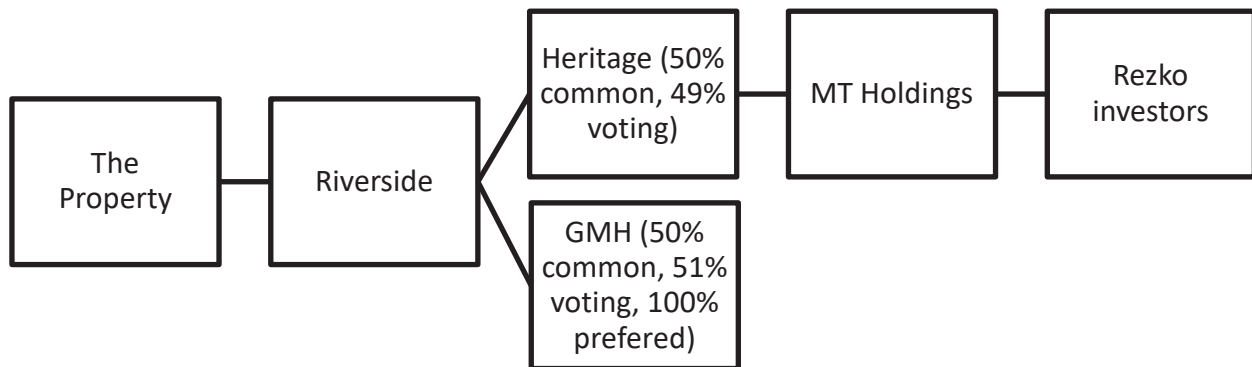 The
Property
Riverside
Heritage (50%
common, 49%
voting)
GMH (50%
common, 51%
voting, 100%
prefered)
MT Holdings
Rezko
investors